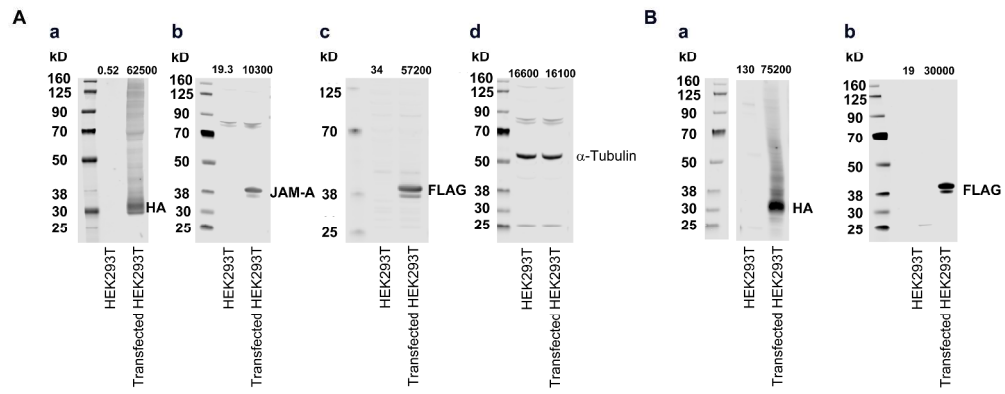 A
B
a
b
c
d
a
b
kD
kD
kD
kD
kD
kD
0.52 62500
19.3 10300
34 57200
16600 16100
130 75200
19 30000
160
125
90
70
50
38
30
25
HA
160
125
90
70
50
38
30
25
JAM-A
125
70
38
25
FLAG
160
125
90
70
50
38
30
25
α-Tubulin
160
125
90
70
50
38
30
25
HA
160
125
90
70
50
38
30
25
FLAG
HEK293T
Transfected HEK293T
HEK293T
Transfected HEK293T
HEK293T
Transfected HEK293T
HEK293T
Transfected HEK293T
HEK293T
Transfected HEK293T
HEK293T
Transfected HEK293T